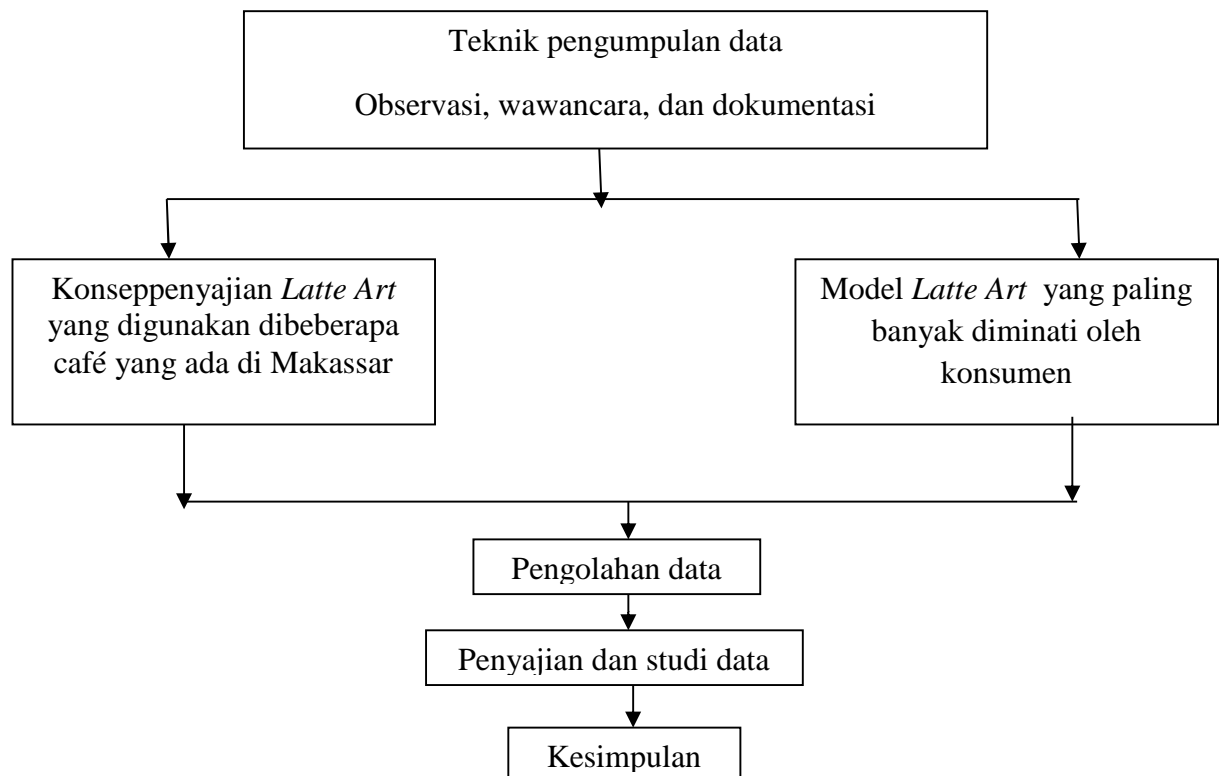 Teknik pengumpulan data
Observasi, wawancara, dan dokumentasi
Konseppenyajian Latte Art
yang digunakan dibeberapa
café yang ada di Makassar
Model Latte Art yang paling
banyak diminati oleh
konsumen
Pengolahan data
Penyajian dan studi data
Kesimpulan